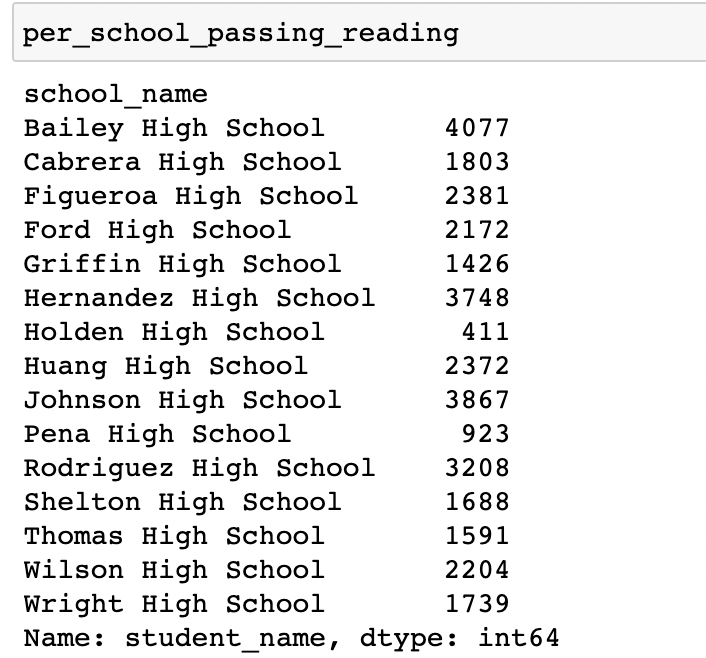 per_school_passing_reading
school_name
Bailey High School 4077
Cabrera High School 1803
Figueroa High School 2381
Ford High School 2172
Griffin High School 1426
Hernandez High School 3748
Holden High School 411
Huang High School 2372
Johnson High School 3867
Pena High School 923
Rodriguez High School 3208
Shelton High School 1688
Thomas High School 1591
Wilson High School 2204
Wright High School 1739
Name: student_name, dtype: int64